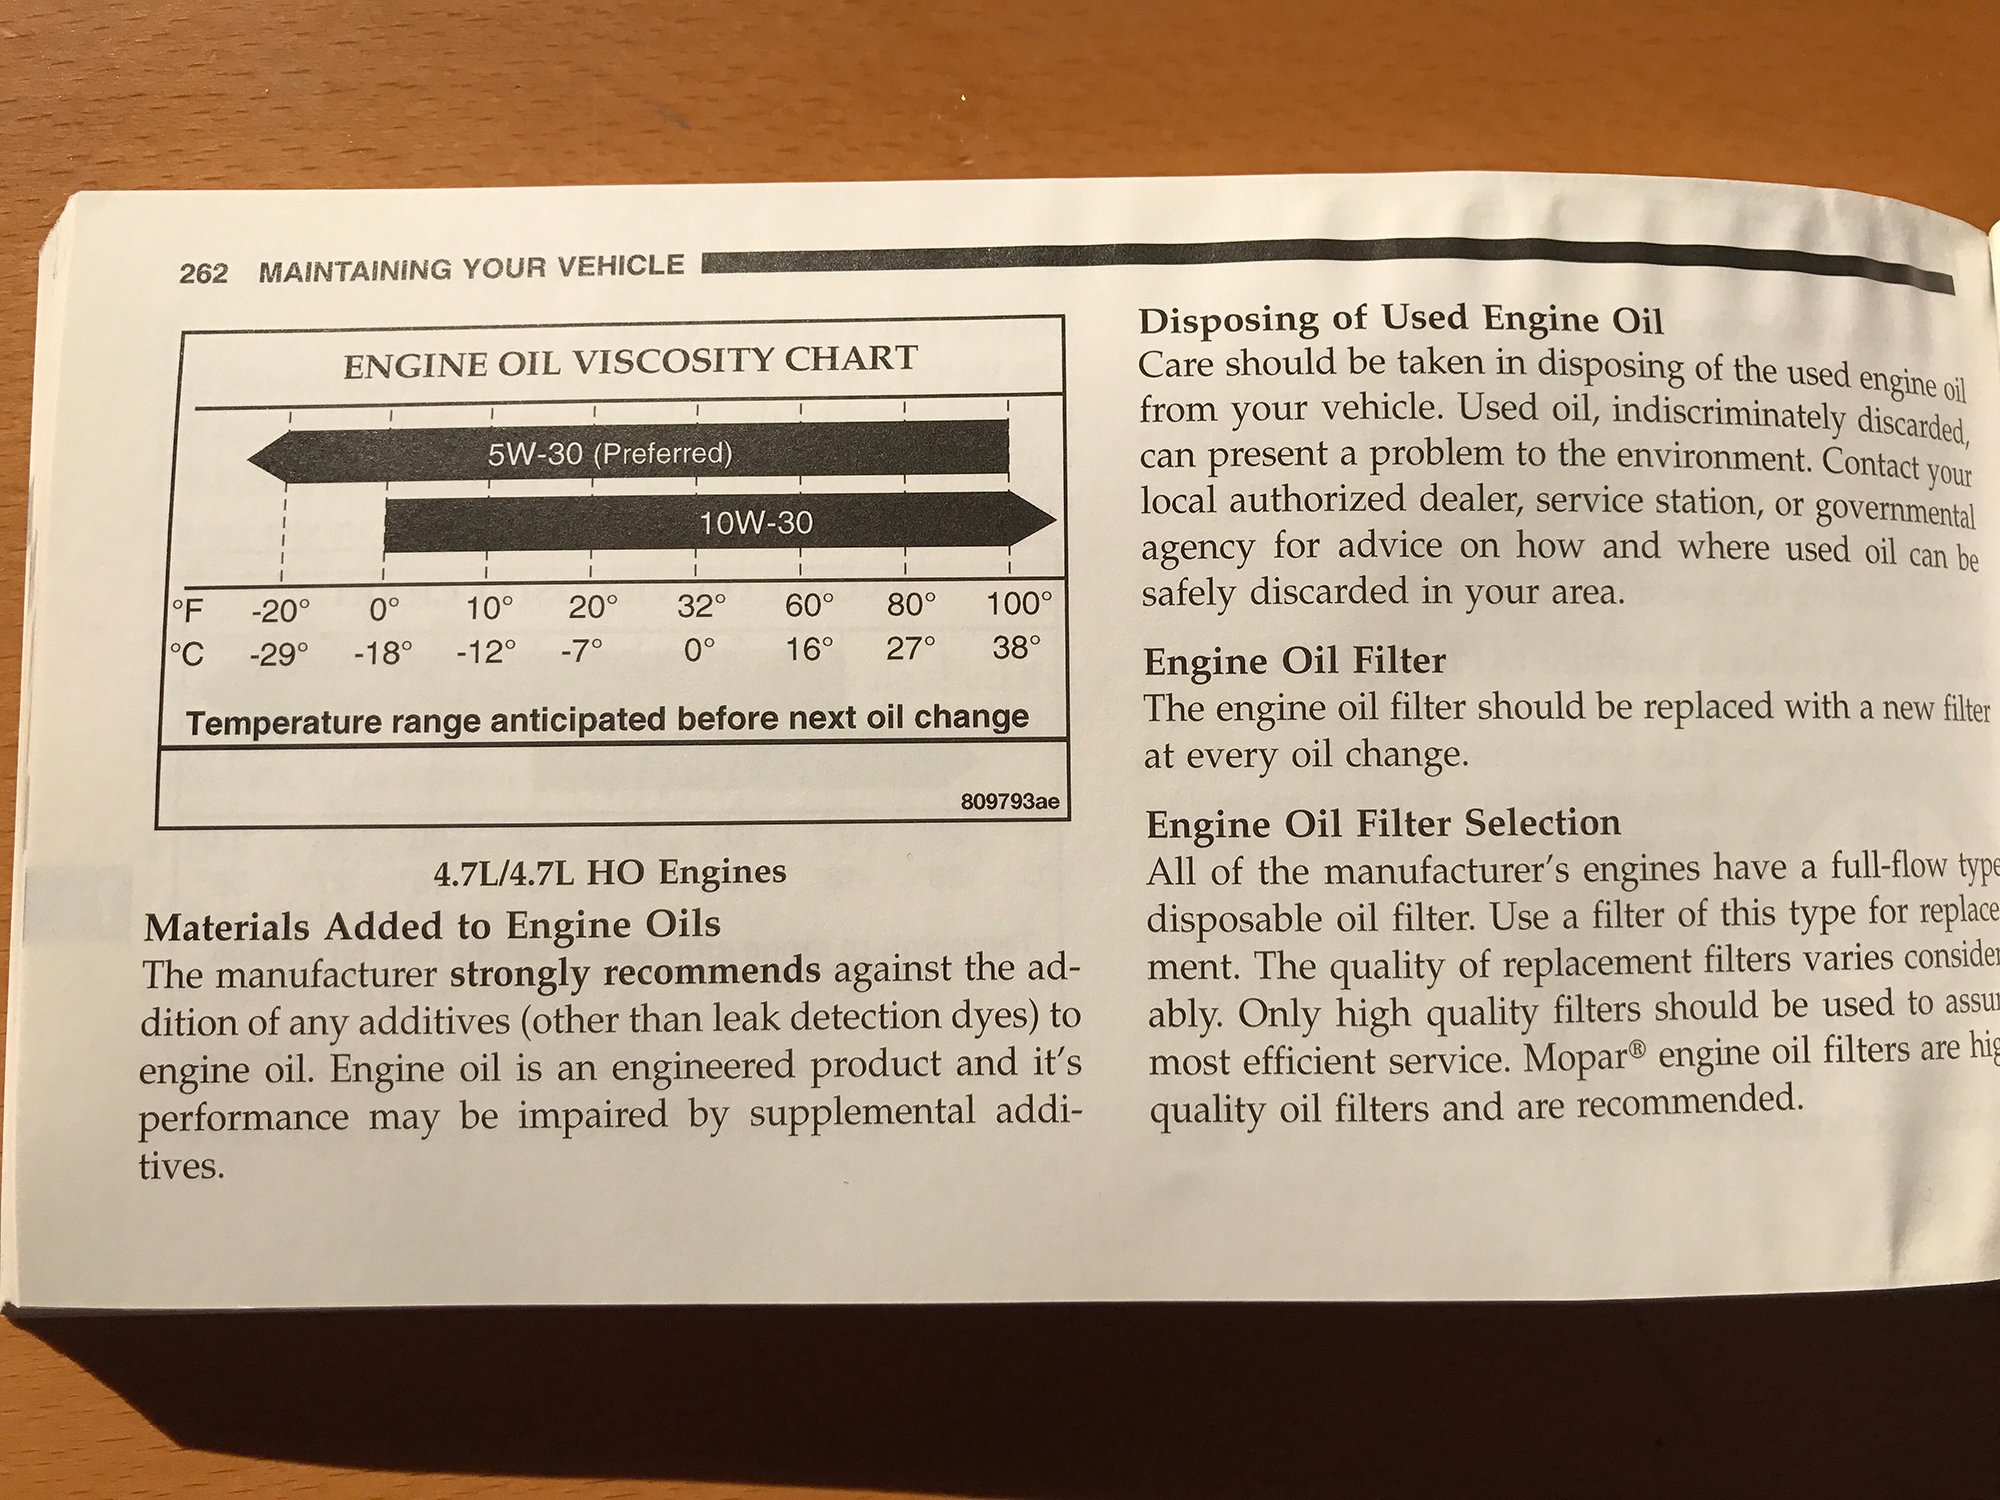 262 MAINTAINING YOUR VEHICLE
ENGINE OIL VISCOSITY CHART
5W-30 (Preferred)
10W-30
°F -20° 0° 10° 20° 32° 60° 80° 100°
°C -29° -18° -12° -7° 0° 16° 27° 38°
Temperature range anticipated before next oil change
809793ae
4.7L/4.7L HO Engines
Materials Added to Engine Oils
The manufacturer strongly recommends against the ad-
dition of any additives (other than leak detection dyes) to
engine oil. Engine oil is an engineered product and it's
performance may be impaired by supplemental addi-
tives.
Disposing of Used Engine Oil
Care should be taken in disposing of the used engine oil
from your vehicle. Used oil, indiscriminately discarded,
can present a problem to the environment. Contact your
local authorized dealer, service station, or governmental
agency for advice on how and where used oil can be
safely discarded in your area.
Engine Oil Filter
The engine oil filter should be replaced with a new filter
at every oil change.
Engine Oil Filter Selection
All of the manufacturer's engines have a full-flow type
disposable oil filter. Use a filter of this type for replace
ment. The quality of replacement filters varies consider
ably. Only high quality filters should be used to assu
most efficient service. Mopar® engine oil filters are hig
quality oil filters and are recommended.